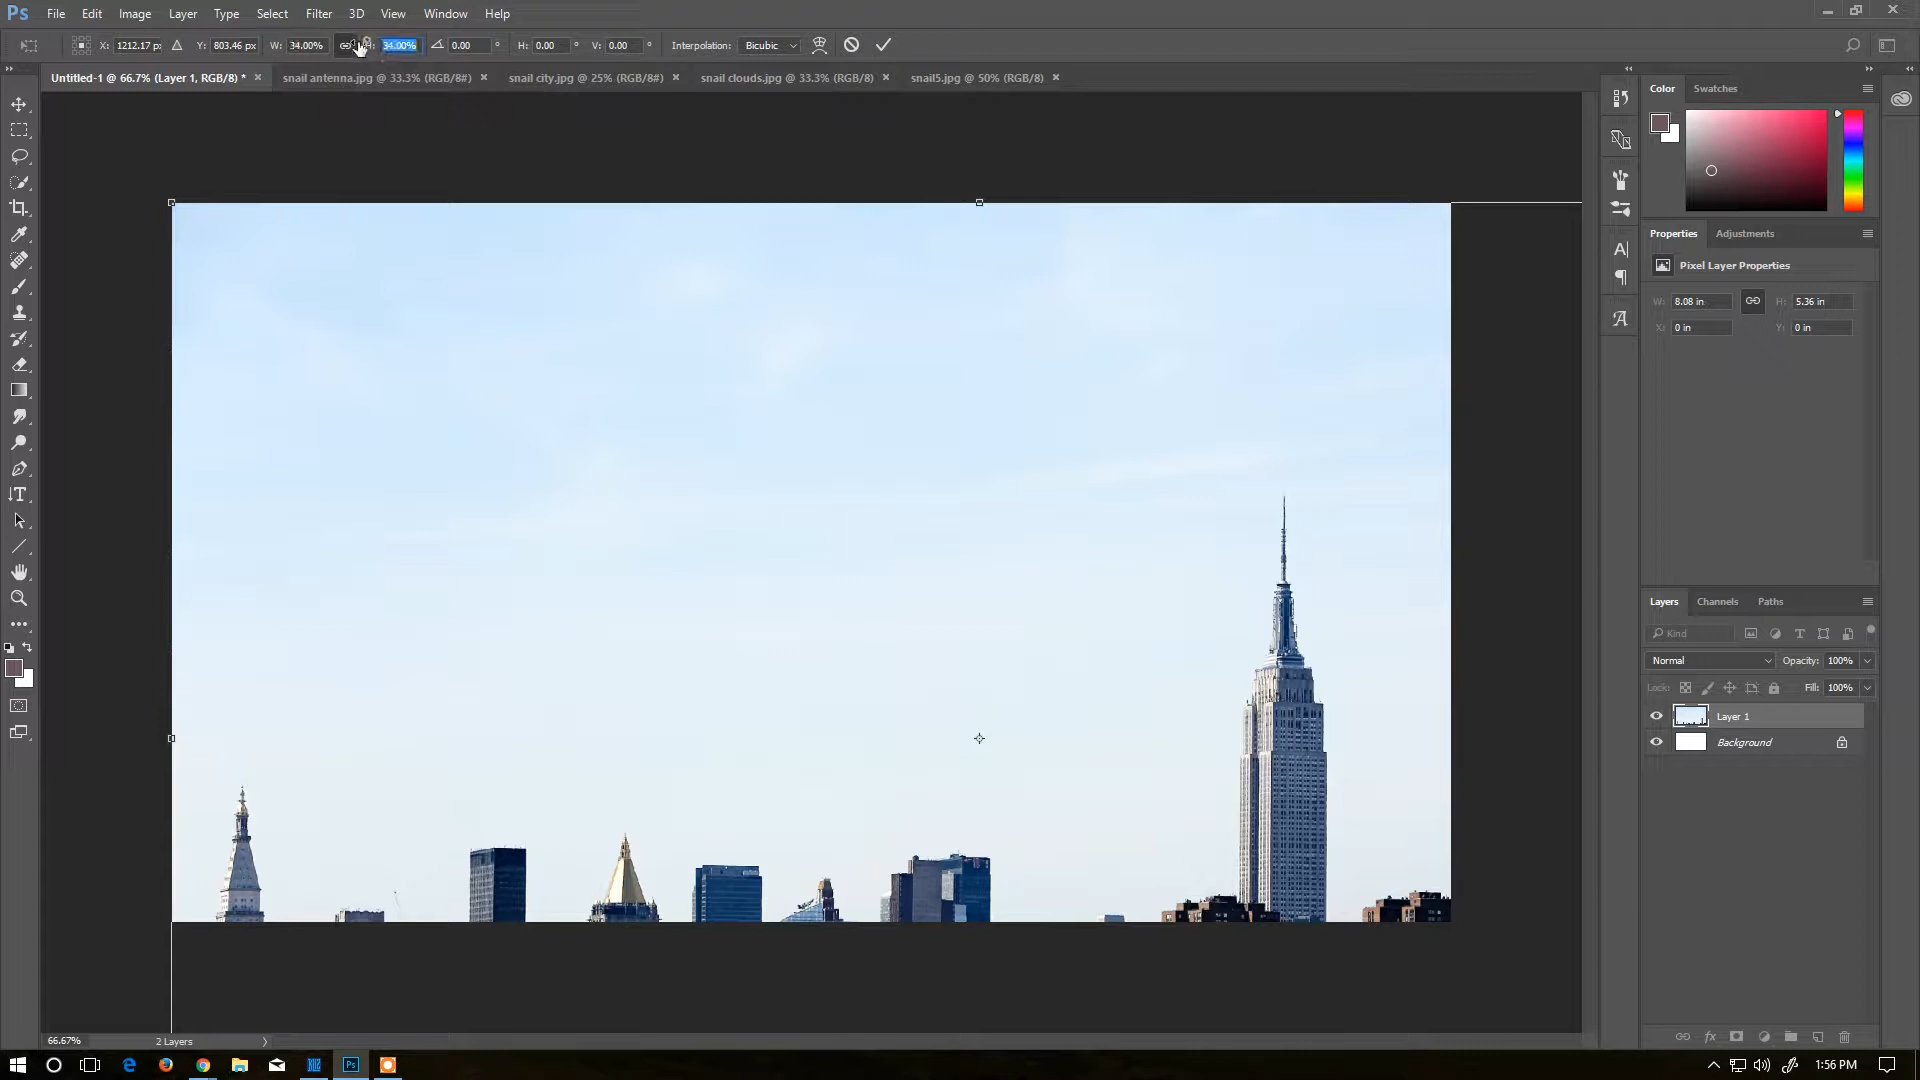 Ps File Edit Image Layer Type Select Filter 3D View Window Help
X: 1212.17 px Y: 803.46 px W: 34.00% H: 34.00% 0.00 ° H: 0.00 ° V: 0.00 ° Interpolation: Bicubic
Untitled-1 @ 66.7% (Layer 1, RGB/8) * × snail antenna.jpg @ 33.3% (RGB/8#) × snail city.jpg @ 25% (RGB/8#) × snail clouds.jpg @ 33.3% (RGB/8) × snail5.jpg @ 50% (RGB/8) ×
Color Swatches
Properties Adjustments
Pixel Layer Properties
W: 8.08 in H: 5.36 in
X: 0 in Y: 0 in
Layers Channels Paths
Kind
Normal Opacity: 100%
Lock: Fill: 100%
Layer 1
Background
66.67% 2 Layers
Ps 1:56 PM